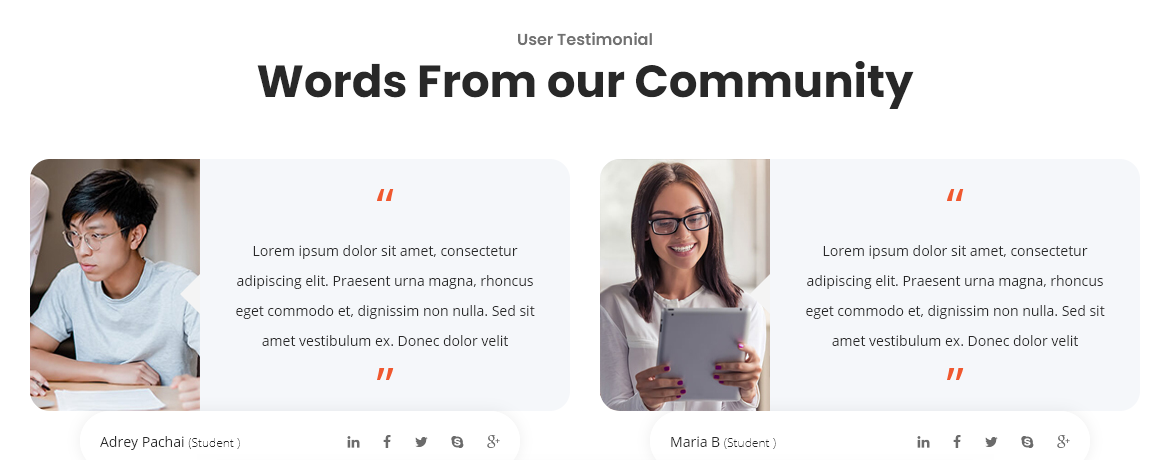 User Testimonial
Words From our Community
“
Lorem ipsum dolor sit amet, consectetur
adipiscing elit. Praesent urna magna, rhoncus
eget commodo et, dignissim non nulla. Sed sit
amet vestibulum ex. Donec dolor velit
”
Adrey Pachai (Student )
“
Lorem ipsum dolor sit amet, consectetur
adipiscing elit. Praesent urna magna, rhoncus
eget commodo et, dignissim non nulla. Sed sit
amet vestibulum ex. Donec dolor velit
”
Maria B (Student )